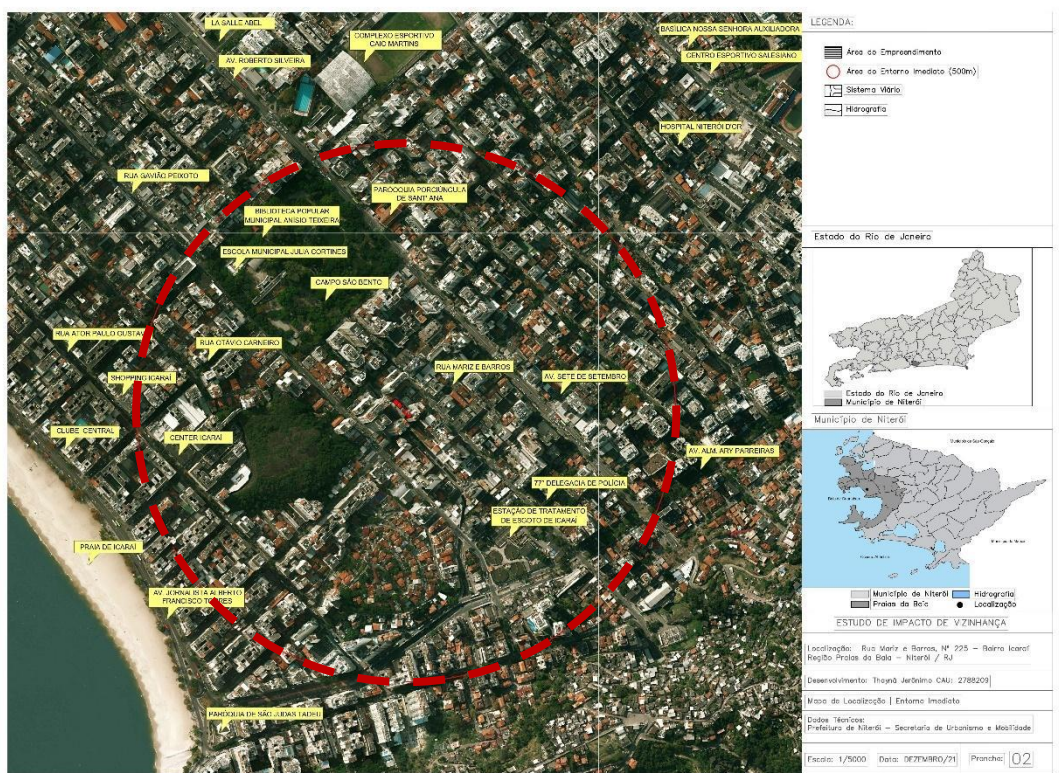 LA SALLE ABEL
AV. ROBERTO SILVEIRA
COMPLEXO ESPORTIVO
CAIO MARTINS
BASÍLICA NOSSA SENHORA AUXILIADORA
CENTRO ESPORTIVO SALESIANO
HOSPITAL NITERÓI D'OR
RUA GAVIÃO PEIXOTO
PAROOQUIA PORCIÚNCULA
DE SANT' ANA
BIBLIOTECA POPULAR
MUNICIPAL ANISIO TEIXEIRA
ESCOLA MUNICIPAL JULIA CORTINES
CAMPO SÃO BENTO
RUA ATOR PAULO GUSTAV
RUA OTÁVIO CARNEIRO
RUA MARIZ E BARROS
AV. SETE DE SETEMBRO
SHOPPING ICARAÍ
CLUBE CENTRAL
CENTER ICARAÍ
AV. ALM. ARY PARREIRAS
77º DELEGACIA DE POLÍCIA
ESTAÇÃO DE TRATAMENTO
DE ESGOTO DE ICARAÍ
PRAIA DE ICARAÍ
AV. JORNALISTA ALBERTO
FRANCISCO TORRES
PARÓQUIA DE SÃO JUDAS TADEU
LEGENDA:
Área do Empreendimento
Área do Entorno Imediato (500m)
Sistema Viário
Hidrografia
Estado do Rio de Janeiro
Estado do Rio de Janeiro
Município de Niterói
Município de Niterói
Município de Niterói
Hidrografia
Praias da Baía
Localização
ESTUDO DE IMPACTO DE VIZINHANÇA
Localização: Rua Mariz e Barros, Nº 225 – Bairro Icaraí
Região Praias da Baía – Niterói / RJ
Desenvolvimento: Thayná Jerônimo CAU: 2788209
Mapa de Localização | Entorno Imediato
Dados Técnicos:
Prefeitura de Niterói – Secretaria de Urbanismo e Mobilidade
Escala: 1/5000 Data: DEZEMBRO/21 Prancha: 02